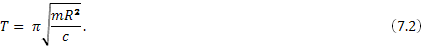 T = π√(mR²/c). (7.2)